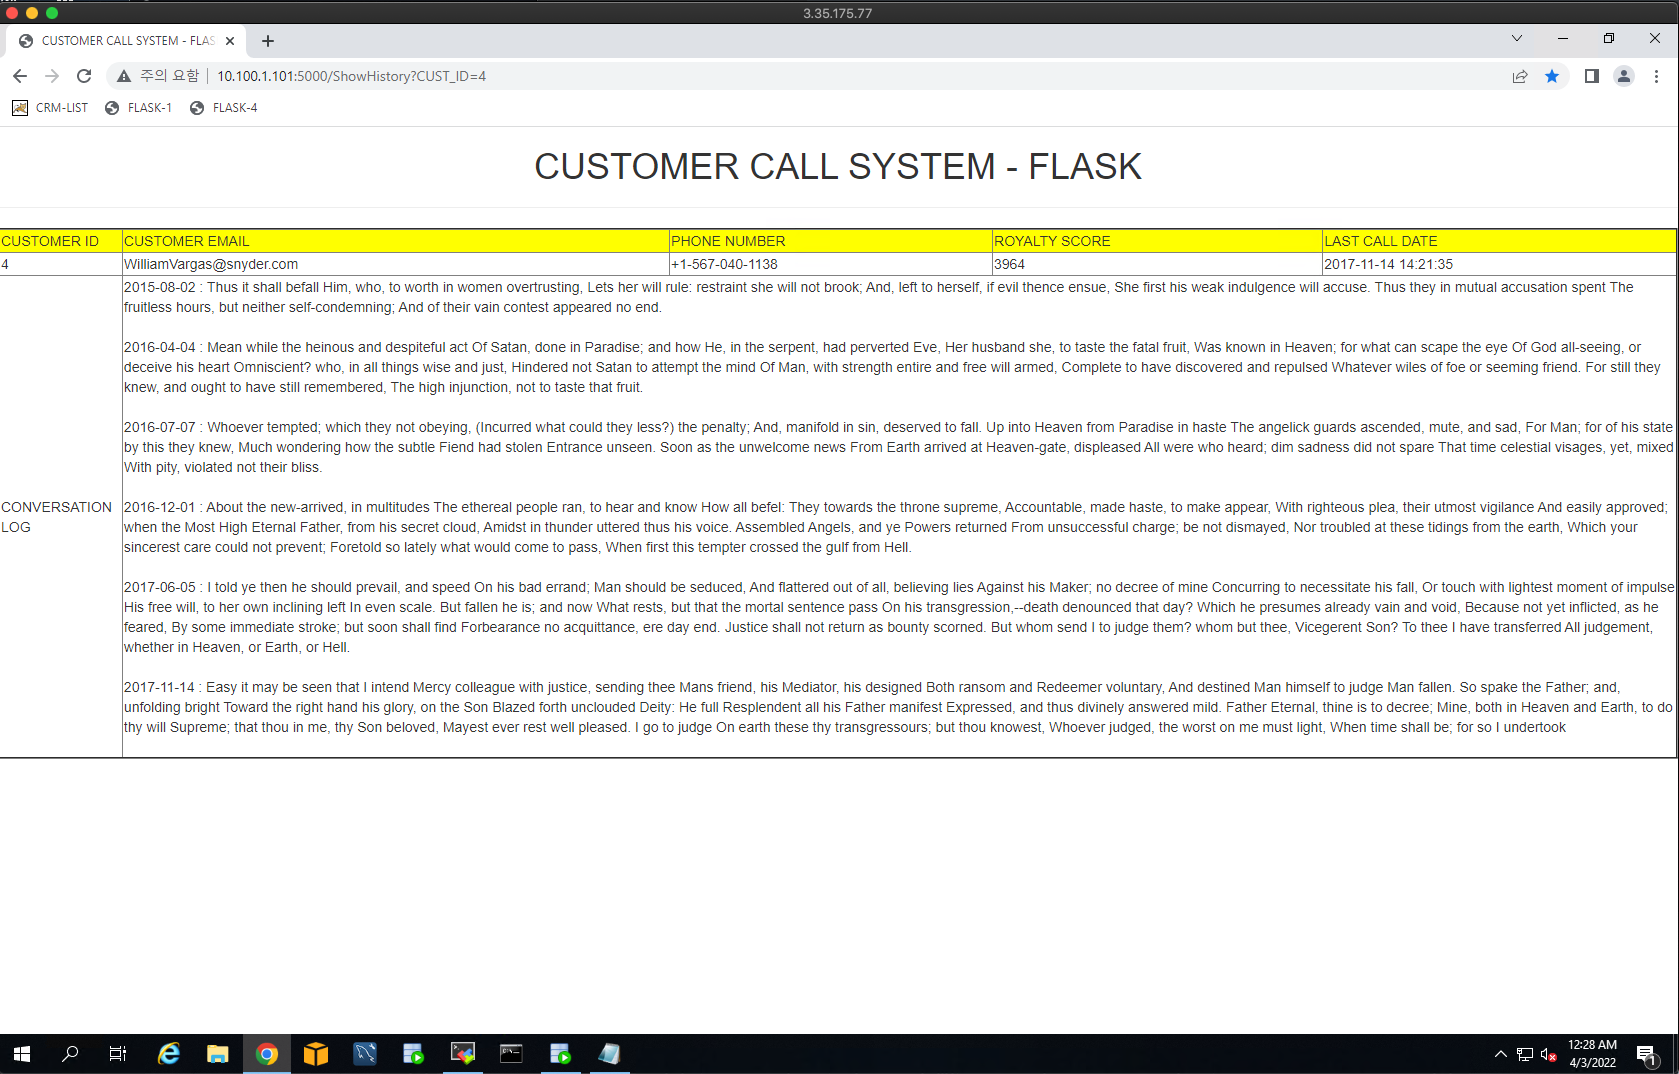 3.35.175.77
CUSTOMER CALL SYSTEM - FLAS
주의 요함 10.100.1.101:5000/ShowHistory?CUST_ID=4
CRM-LIST FLASK-1 FLASK-4
CUSTOMER CALL SYSTEM - FLASK
CUSTOMER ID CUSTOMER EMAIL PHONE NUMBER ROYALTY SCORE LAST CALL DATE
4 WilliamVargas@snyder.com +1-567-040-1138 3964 2017-11-14 14:21:35
CONVERSATION
LOG
2015-08-02 : Thus it shall befall Him, who, to worth in women overtrusting, Lets her will rule: restraint she will not brook; And, left to herself, if evil thence ensue, She first his weak indulgence will accuse. Thus they in mutual accusation spent The
fruitless hours, but neither self-condemning; And of their vain contest appeared no end.
2016-04-04 : Mean while the heinous and despiteful act Of Satan, done in Paradise; and how He, in the serpent, had perverted Eve, Her husband she, to taste the fatal fruit, Was known in Heaven; for what can scape the eye Of God all-seeing, or
deceive his heart Omniscient? who, in all things wise and just, Hindered not Satan to attempt the mind Of Man, with strength entire and free will armed, Complete to have discovered and repulsed Whatever wiles of foe or seeming friend. For still they
knew, and ought to have still remembered, The high injunction, not to taste that fruit.
2016-07-07 : Whoever tempted; which they not obeying, (Incurred what could they less?) the penalty; And, manifold in sin, deserved to fall. Up into Heaven from Paradise in haste The angelick guards ascended, mute, and sad, For Man; for of his state
by this they knew, Much wondering how the subtle Fiend had stolen Entrance unseen. Soon as the unwelcome news From Earth arrived at Heaven-gate, displeased All were who heard; dim sadness did not spare That time celestial visages, yet, mixed
With pity, violated not their bliss.
2016-12-01 : About the new-arrived, in multitudes The ethereal people ran, to hear and know How all befel: They towards the throne supreme, Accountable, made haste, to make appear, With righteous plea, their utmost vigilance And easily approved;
when the Most High Eternal Father, from his secret cloud, Amidst in thunder uttered thus his voice. Assembled Angels, and ye Powers returned From unsuccessful charge; be not dismayed, Nor troubled at these tidings from the earth, Which your
sincerest care could not prevent; Foretold so lately what would come to pass, When first this tempter crossed the gulf from Hell.
2017-06-05 : I told ye then he should prevail, and speed On his bad errand; Man should be seduced, And flattered out of all, believing lies Against his Maker; no decree of mine Concurring to necessitate his fall, Or touch with lightest moment of impulse
His free will, to her own inclining left In even scale. But fallen he is; and now What rests, but that the mortal sentence pass On his transgression,--death denounced that day? Which he presumes already vain and void, Because not yet inflicted, as he
feared, By some immediate stroke; but soon shall find Forbearance no acquittance, ere day end. Justice shall not return as bounty scorned. But whom send I to judge them? whom but thee, Vicegerent Son? To thee I have transferred All judgement,
whether in Heaven, or Earth, or Hell.
2017-11-14 : Easy it may be seen that I intend Mercy colleague with justice, sending thee Mans friend, his Mediator, his designed Both ransom and Redeemer voluntary, And destined Man himself to judge Man fallen. So spake the Father; and,
unfolding bright Toward the right hand his glory, on the Son Blazed forth unclouded Deity: He full Resplendent all his Father manifest Expressed, and thus divinely answered mild. Father Eternal, thine is to decree; Mine, both in Heaven and Earth, to do
thy will Supreme; that thou in me, thy Son beloved, Mayest ever rest well pleased. I go to judge On earth these thy transgressours; but thou knowest, Whoever judged, the worst on me must light, When time shall be; for so I undertook
12:28 AM
4/3/2022
1